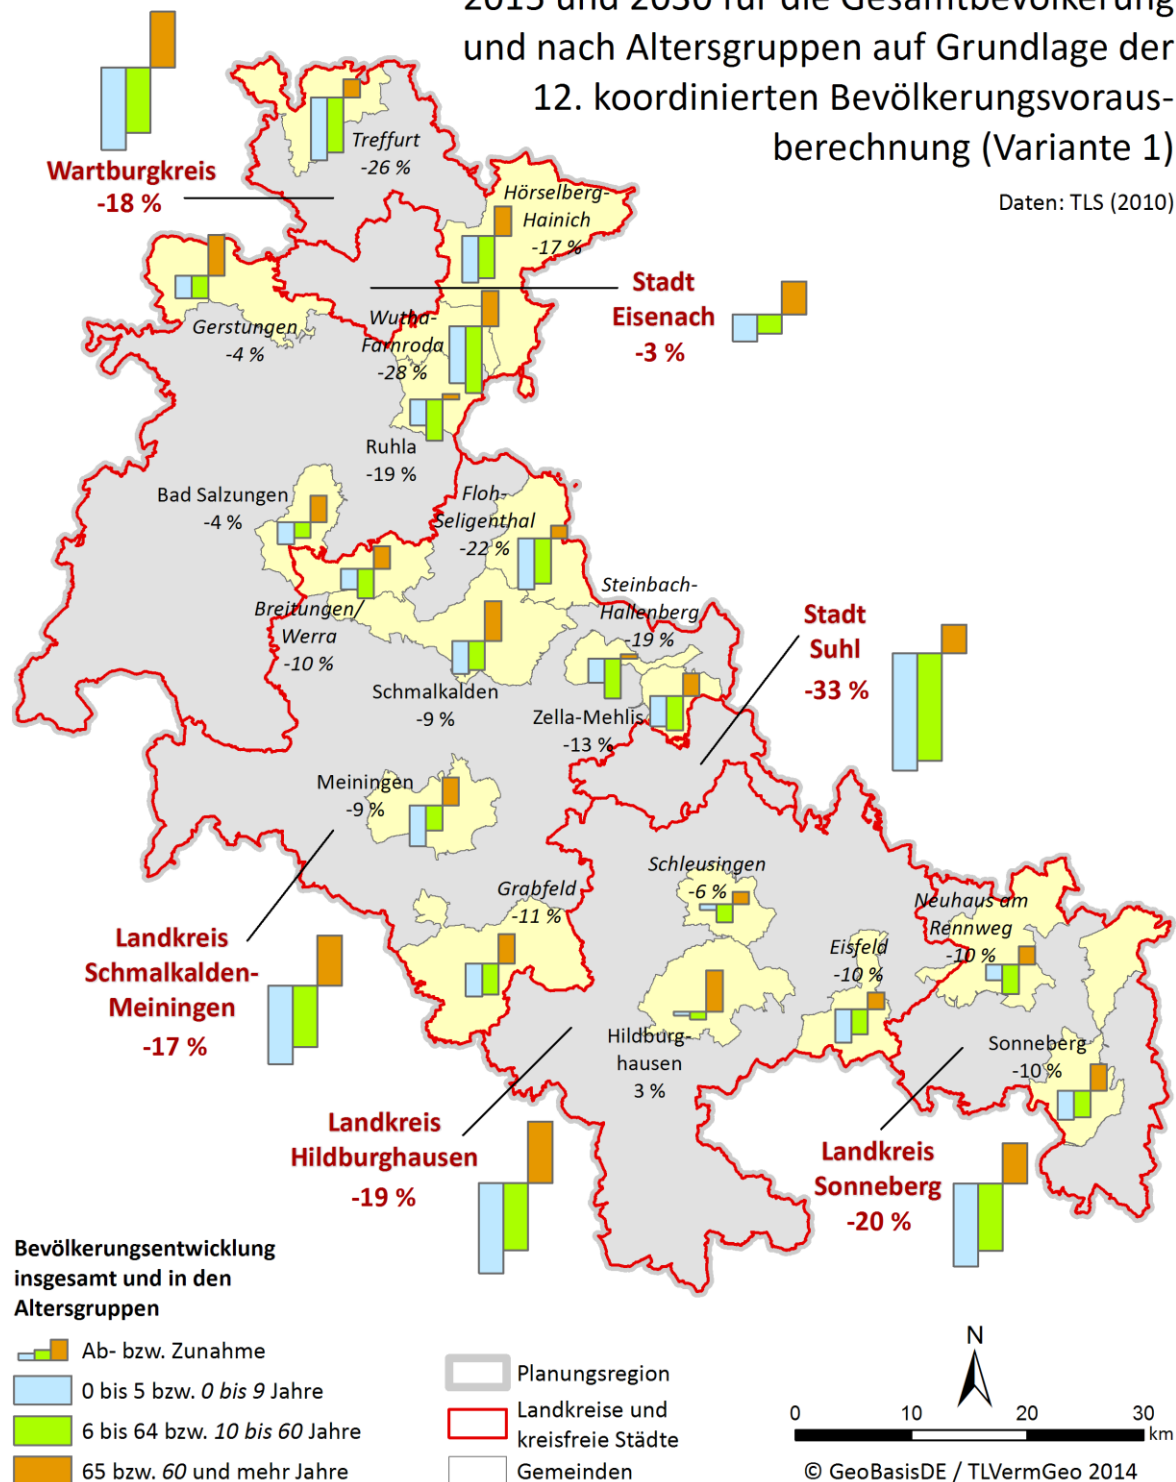 2015 und 2030 für die Gesamtbevölkerung
und nach Altersgruppen auf Grundlage der
12. koordinierten Bevölkerungsvoraus-
berechnung (Variante 1)
Daten: TLS (2010)
Wartburgkreis
-18 %
Treffurt
-26 %
Hörselberg-
Hainich
-17 %
Stadt
Eisenach
-3 %
Gerstungen
-4 %
Wutha-
Farnroda
-28 %
Ruhla
-19 %
Bad Salzungen
-4 %
Floh-
Seligenthal
-22 %
Breitungen/
Werra
-10 %
Steinbach-
Hallenberg
-19 %
Stadt
Suhl
-33 %
Schmalkalden
-9 %
Zella-Mehlis
-13 %
Meiningen
-9 %
Schleusingen
-6 %
Grabfeld
-11 %
Neuhaus am
Rennweg
-10 %
Landkreis
Schmalkalden-
Meiningen
-17 %
Eisfeld
-10 %
Hildburg-
hausen
3 %
Sonneberg
-10 %
Landkreis
Hildburghausen
-19 %
Landkreis
Sonneberg
-20 %
Bevölkerungsentwicklung
insgesamt und in den
Altersgruppen
Ab- bzw. Zunahme
0 bis 5 bzw. 0 bis 9 Jahre
6 bis 64 bzw. 10 bis 60 Jahre
65 bzw. 60 und mehr Jahre
Planungsregion
Landkreise und
kreisfreie Städte
Gemeinden
N
0 10 20 30
km
© GeoBasisDE / TLVermGeo 2014